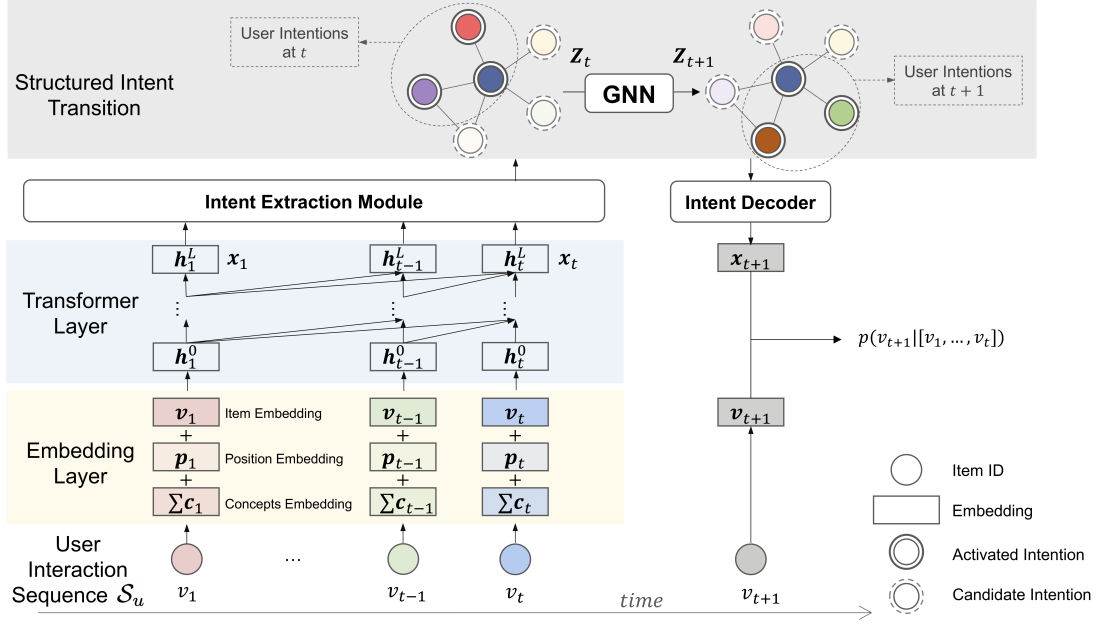 User Intentions
at t
Z_t
GNN
Z_{t+1}
User Intentions
at t + 1
Structured Intent
Transition
Intent Extraction Module
Intent Decoder
h_1^L x_1
h_{t−1}^L
h_t^L x_t
x_{t+1}
Transformer
Layer
⋮ ⋮ ⋮
p(v_{t+1}|[v_1, … , v_t])
h_1^0
h_{t−1}^0
h_t^0
v_1 Item Embedding v_{t−1} v_t v_{t+1}
+ + +
Embedding
Layer
p_1 Position Embedding p_{t−1} p_t
+ + +
∑c_1 Concepts Embedding ∑c_{t−1} ∑c_t
Item ID
Embedding
Activated Intention
Candidate Intention
User
Interaction
Sequence 𝒮_u
…
v_1 v_{t−1} v_t v_{t+1}
time